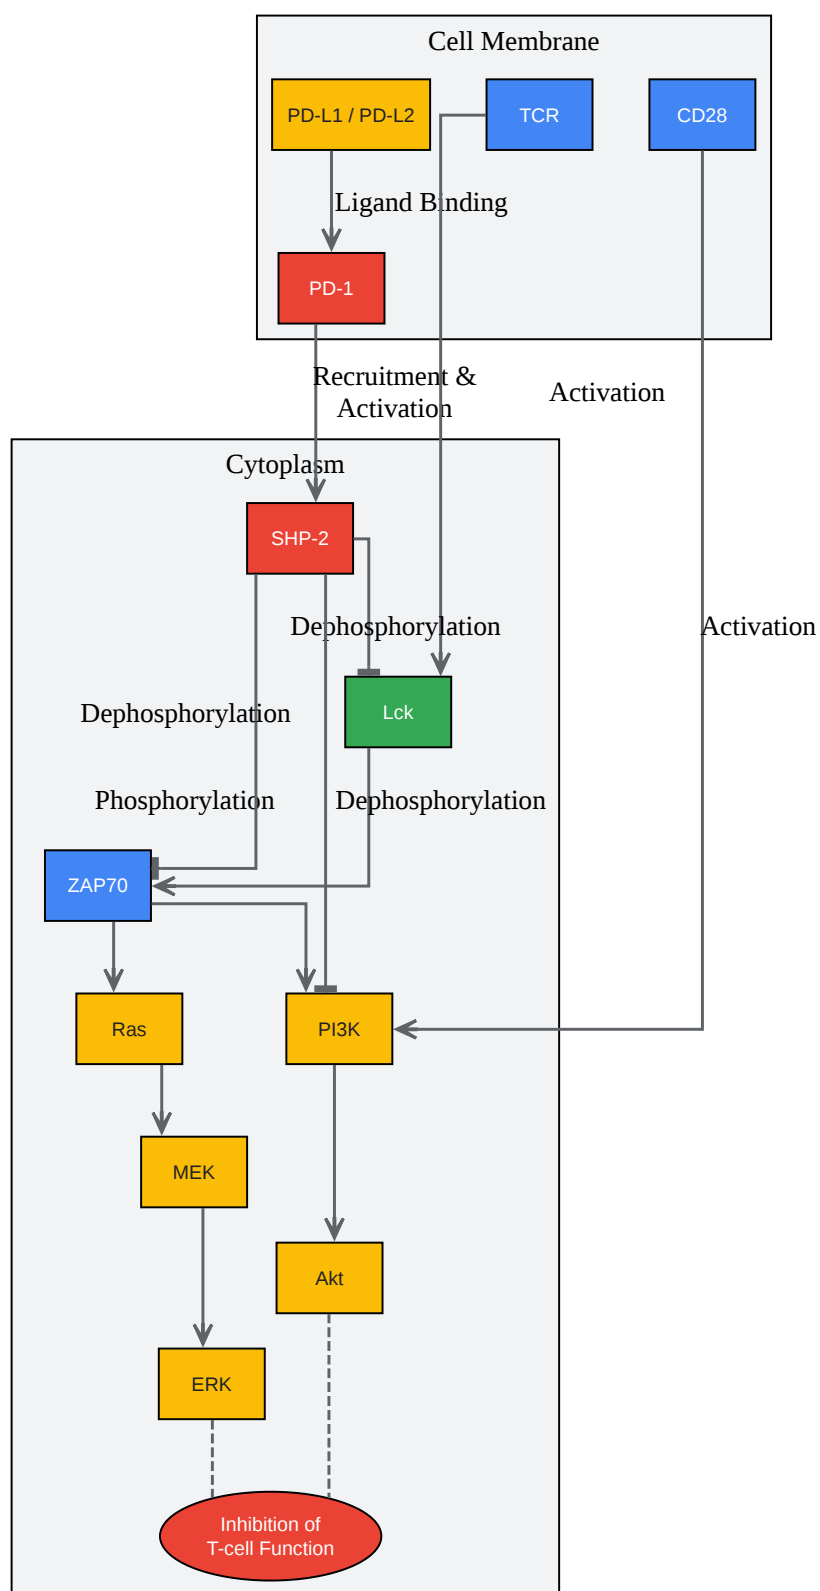 Cell Membrane
PD-L1 / PD-L2
TCR
CD28
Ligand Binding
PD-1
Recruitment &
Activation
Activation
Cytoplasm
SHP-2
Dephosphorylation
Activation
Lck
Dephosphorylation
Phosphorylation
Dephosphorylation
ZAP70
Ras
PI3K
MEK
Akt
ERK
Inhibition of
T-cell Function